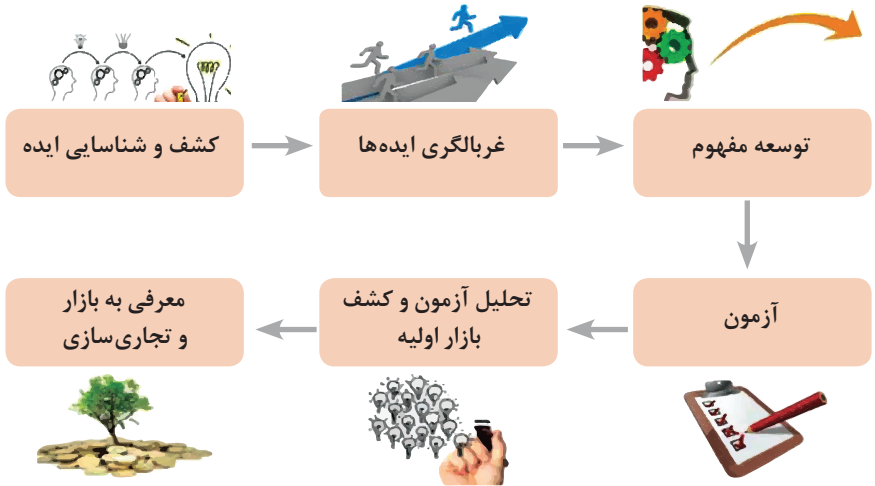 کشف و شناسایی ایده
غربالگری ایده‌ها
توسعه مفهوم
آزمون
تحلیل آزمون و کشف
بازار اولیه
معرفی به بازار
و تجاری‌سازی